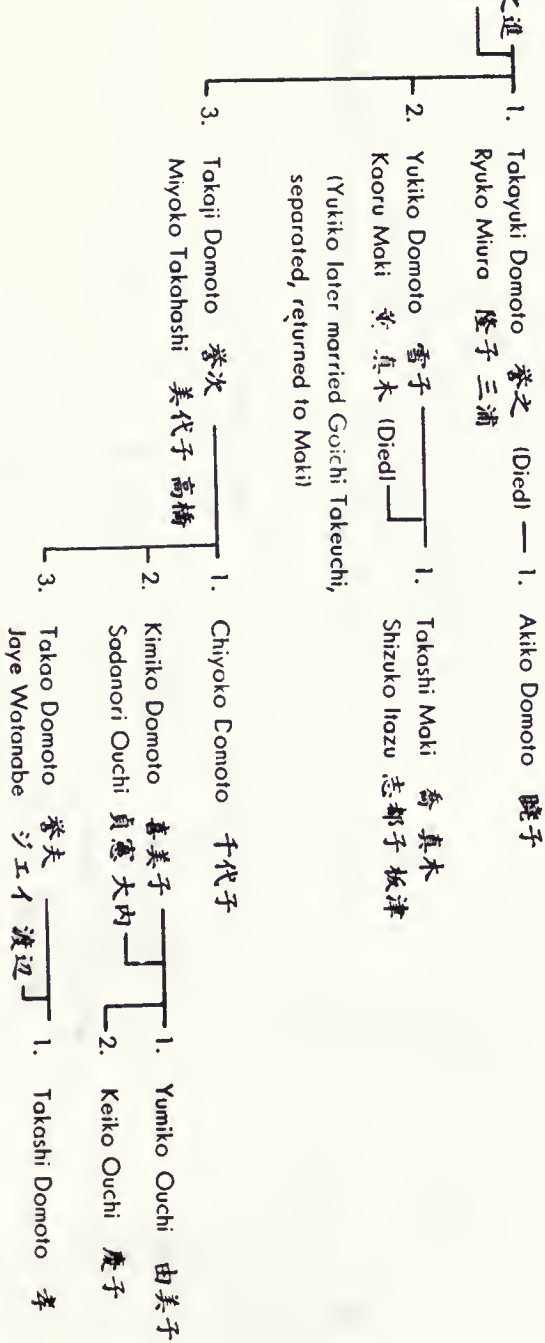 之進
1. Takayuki Domoto 誉之 (Died)
Ryuko Miura 隆子 三浦
1. Akiko Domoto 暁子
2. Yukiko Domoto 雪子
Kaoru Maki 真木 (Died)
(Yukiko later married Goichi Takeuchi,
separated, returned to Maki)
1. Takashi Maki 喬 真木
Shizuko Itazu 志都子 板津
3. Takaji Domoto 誉次
Miyoko Takahashi 美代子 高橋
1. Chiyoko Domoto 千代子
2. Kimiko Domoto 喜美子
Sadanori Ouchi 貞憲 大内
1. Yumiko Ouchi 由美子
2. Keiko Ouchi 慶子
3. Takao Domoto 誉夫
Jaye Watanabe ジェイ 渡辺
1. Takashi Domoto 孝